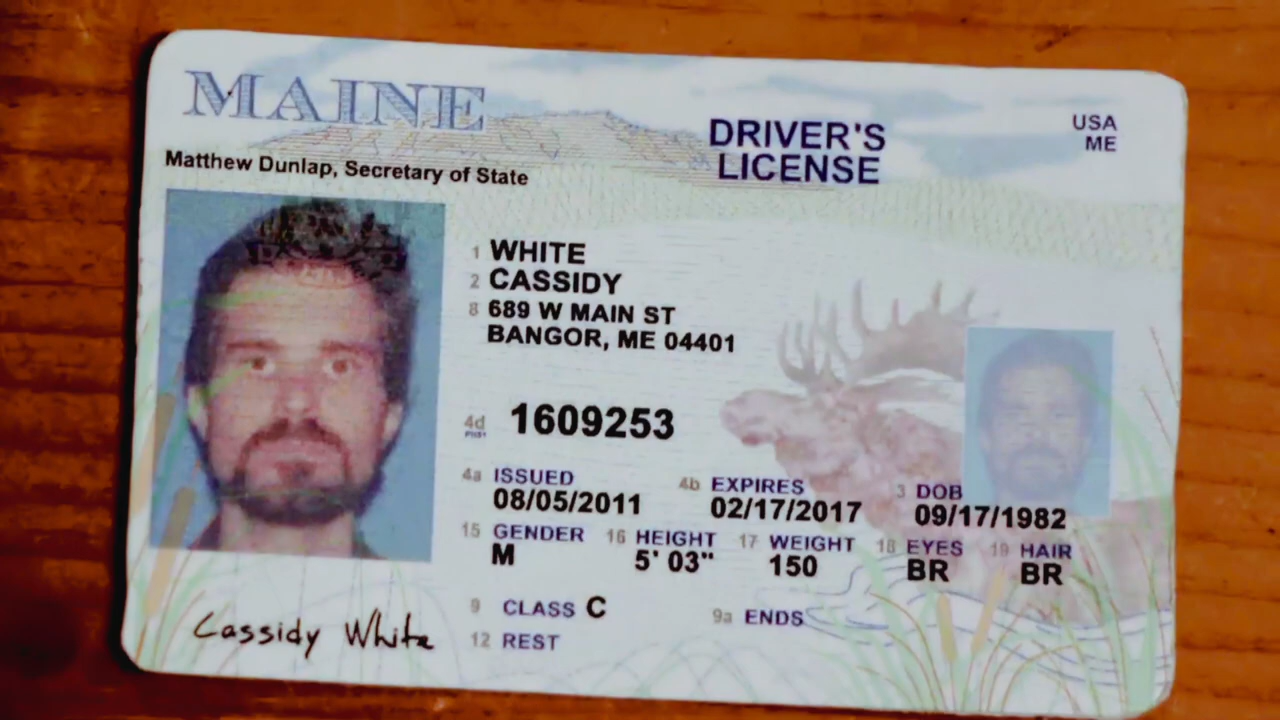 MAINE
DRIVER'S
LICENSE
USA
ME
Matthew Dunlap, Secretary of State
1 WHITE
2 CASSIDY
8 689 W MAIN ST
BANGOR, ME 04401
4d 1609253
4a ISSUED 4b EXPIRES 3 DOB
08/05/2011 02/17/2017 09/17/1982
15 GENDER 16 HEIGHT 17 WEIGHT 18 EYES 19 HAIR
M 5' 03" 150 BR BR
9 CLASS C 9a ENDS
12 REST
Cassidy White